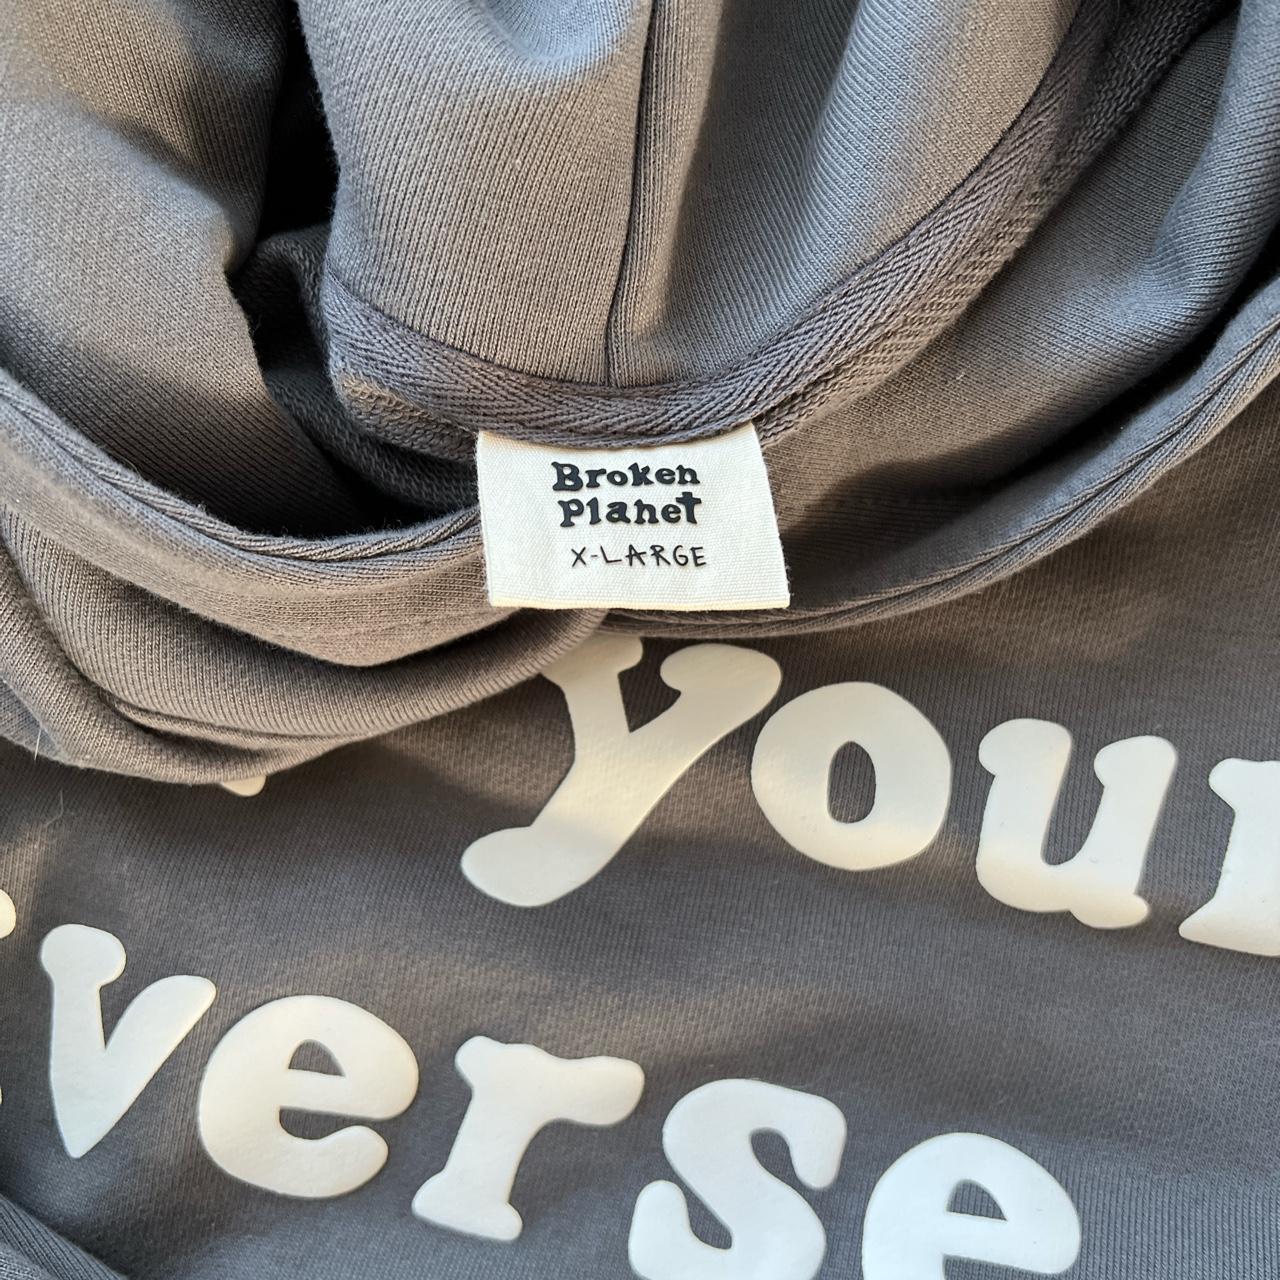 Broken
Planet
X-LARGE
your
verse